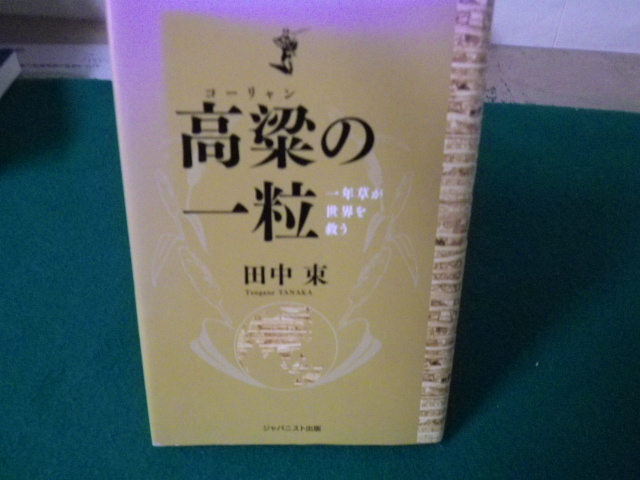 コーリャン
高粱の
一粒
一年草が
世界を
救う
田中 束
Tsugane TANAKA
ジャパニスト出版